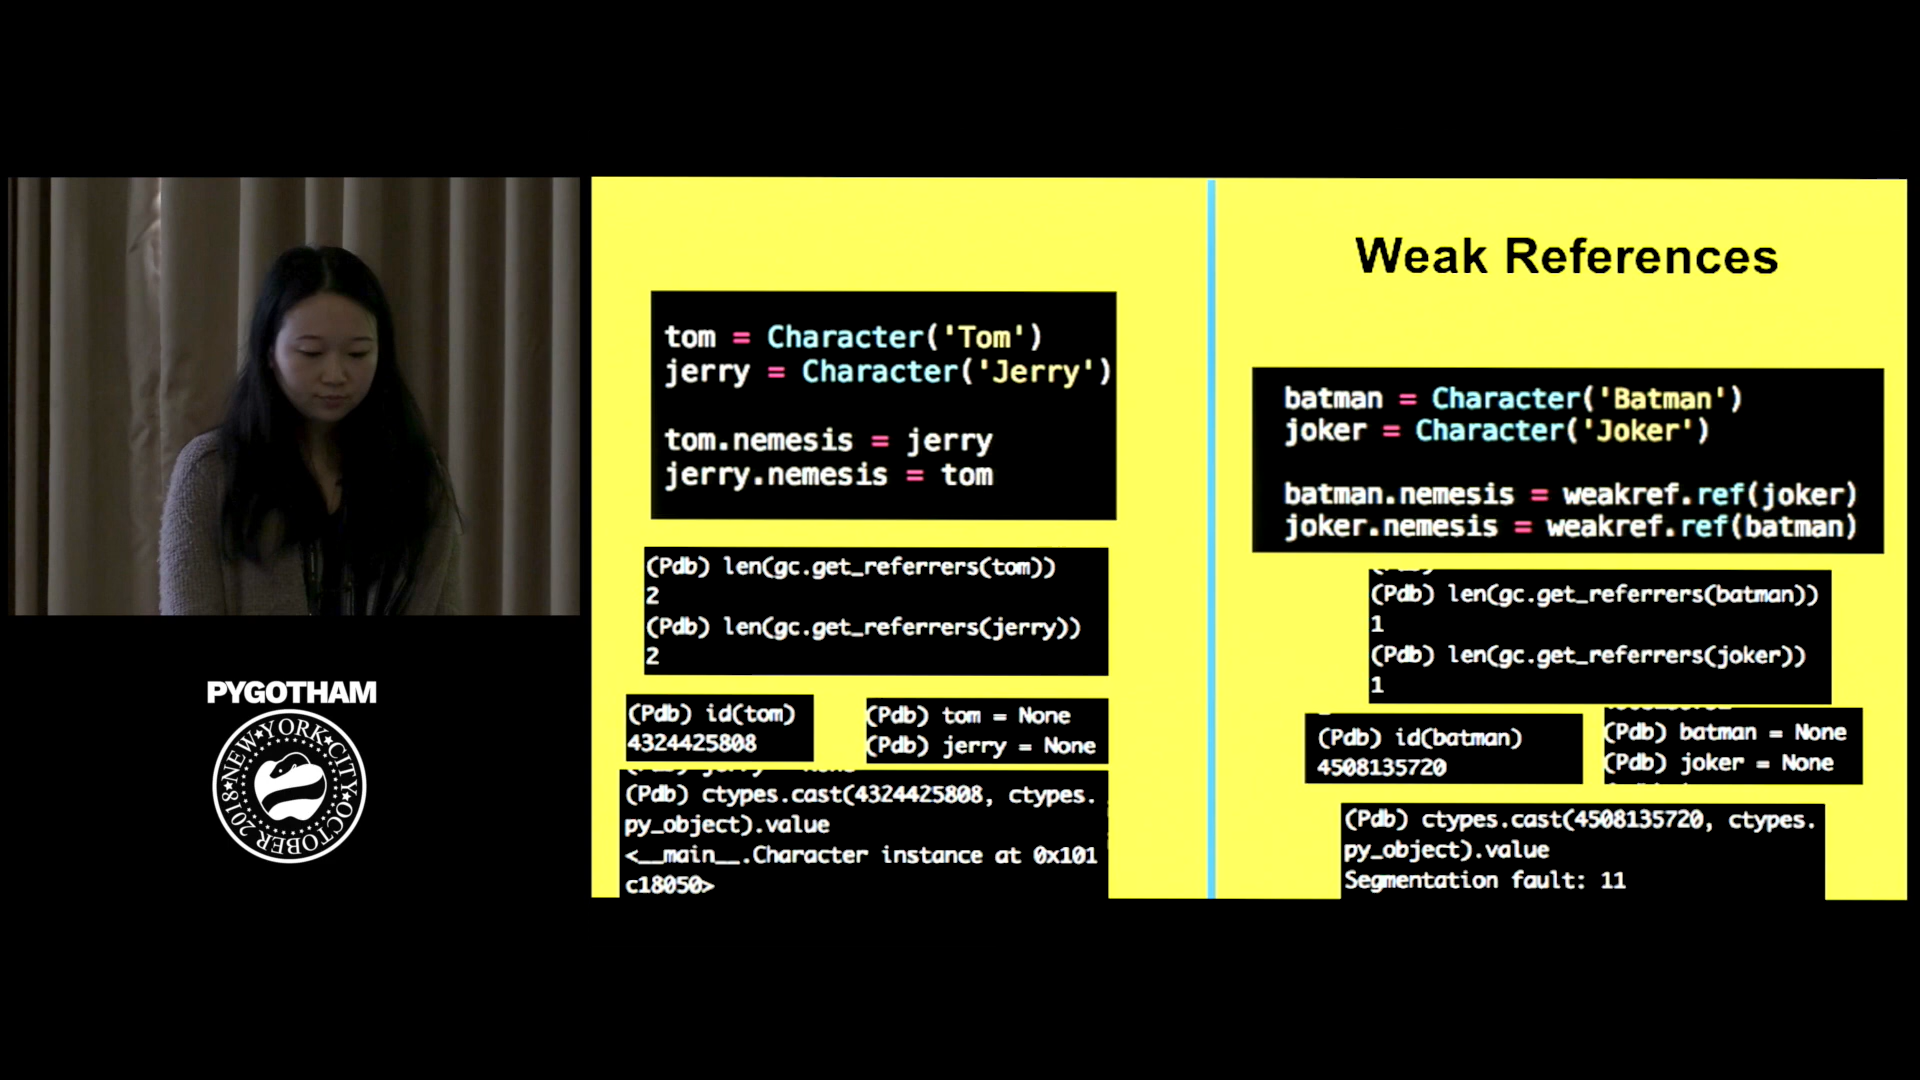 PYGOTHAM
NEW★YORK★CITY★OCTOBER 2018★
tom = Character('Tom')
jerry = Character('Jerry')
tom.nemesis = jerry
jerry.nemesis = tom
(Pdb) len(gc.get_referrers(tom))
2
(Pdb) len(gc.get_referrers(jerry))
2
(Pdb) id(tom)
4324425808
(Pdb) tom = None
(Pdb) jerry = None
(Pdb) ctypes.cast(4324425808, ctypes.
py_object).value
<__main__.Character instance at 0x101
c18050>
Weak References
batman = Character('Batman')
joker = Character('Joker')
batman.nemesis = weakref.ref(joker)
joker.nemesis = weakref.ref(batman)
(Pdb) len(gc.get_referrers(batman))
1
(Pdb) len(gc.get_referrers(joker))
1
(Pdb) id(batman)
4508135720
(Pdb) batman = None
(Pdb) joker = None
(Pdb) ctypes.cast(4508135720, ctypes.
py_object).value
Segmentation fault: 11